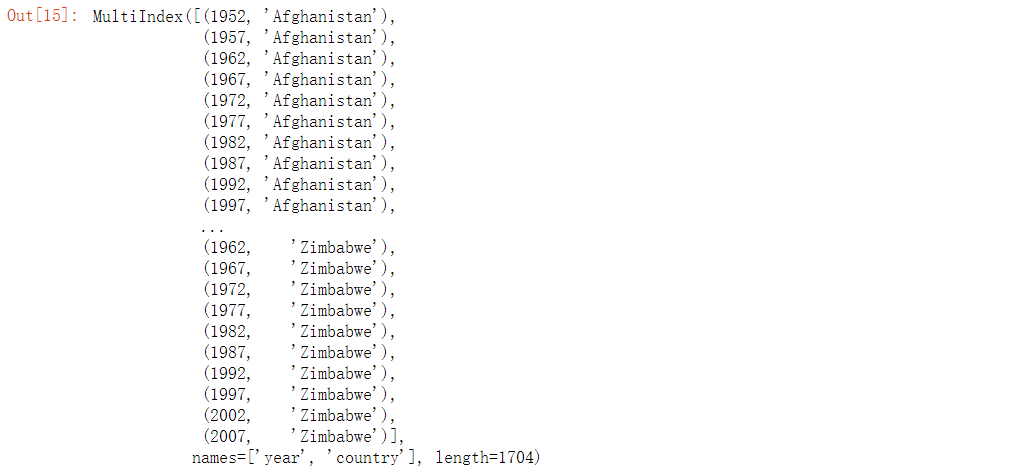 Out[15]: MultiIndex([(1952, 'Afghanistan'),
(1957, 'Afghanistan'),
(1962, 'Afghanistan'),
(1967, 'Afghanistan'),
(1972, 'Afghanistan'),
(1977, 'Afghanistan'),
(1982, 'Afghanistan'),
(1987, 'Afghanistan'),
(1992, 'Afghanistan'),
(1997, 'Afghanistan'),
...
(1962,    'Zimbabwe'),
(1967,    'Zimbabwe'),
(1972,    'Zimbabwe'),
(1977,    'Zimbabwe'),
(1982,    'Zimbabwe'),
(1987,    'Zimbabwe'),
(1992,    'Zimbabwe'),
(1997,    'Zimbabwe'),
(2002,    'Zimbabwe'),
(2007,    'Zimbabwe')],
names=['year', 'country'], length=1704)